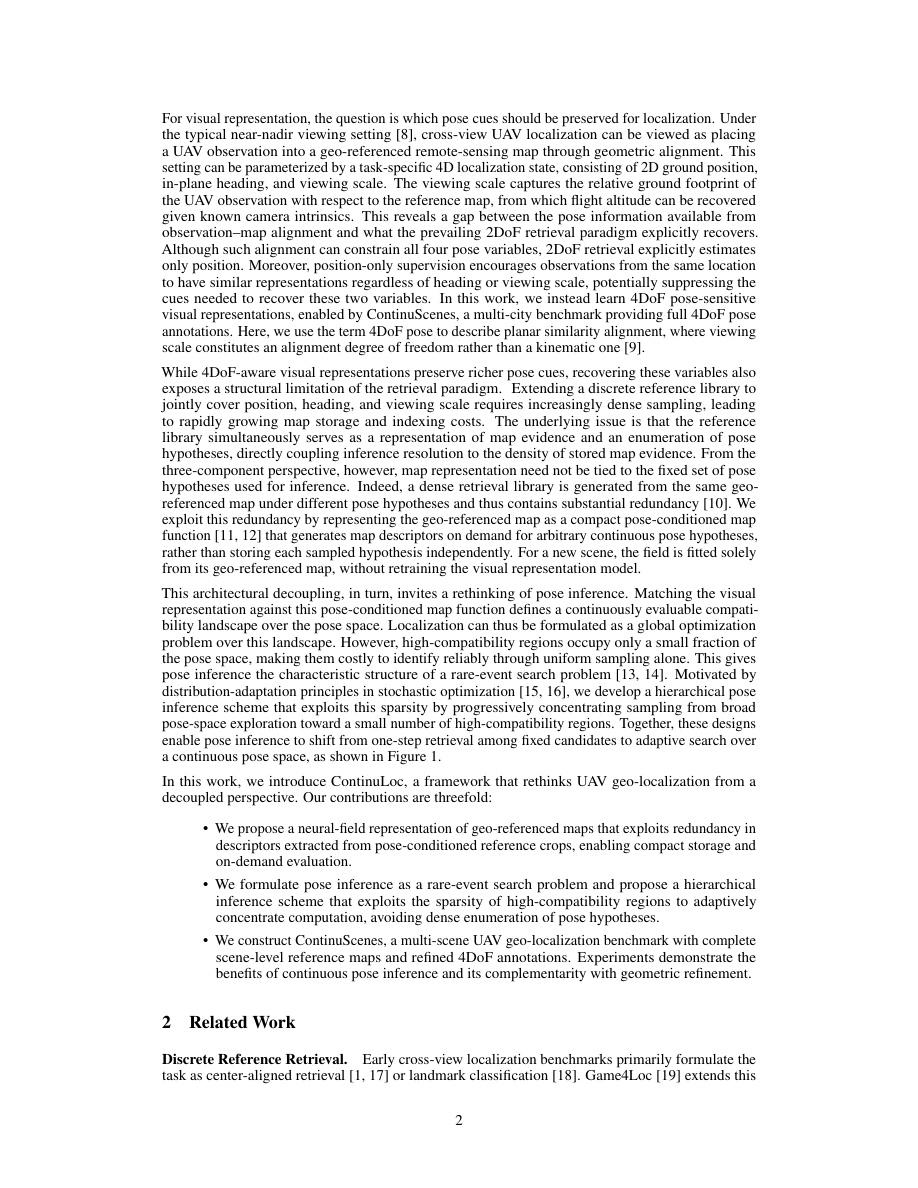 For visual representation, the question is which pose cues should be preserved for localization. Under
the typical near-nadir viewing setting [8], cross-view UAV localization can be viewed as placing
a UAV observation into a geo-referenced remote-sensing map through geometric alignment. This
setting can be parameterized by a task-specific 4D localization state, consisting of 2D ground position,
in-plane heading, and viewing scale. The viewing scale captures the relative ground footprint of
the UAV observation with respect to the reference map, from which flight altitude can be recovered
given known camera intrinsics. This reveals a gap between the pose information available from
observation–map alignment and what the prevailing 2DoF retrieval paradigm explicitly recovers.
Although such alignment can constrain all four pose variables, 2DoF retrieval explicitly estimates
only position. Moreover, position-only supervision encourages observations from the same location
to have similar representations regardless of heading or viewing scale, potentially suppressing the
cues needed to recover these two variables. In this work, we instead learn 4DoF pose-sensitive
visual representations, enabled by ContinuScenes, a multi-city benchmark providing full 4DoF pose
annotations. Here, we use the term 4DoF pose to describe planar similarity alignment, where viewing
scale constitutes an alignment degree of freedom rather than a kinematic one [9].
While 4DoF-aware visual representations preserve richer pose cues, recovering these variables also
exposes a structural limitation of the retrieval paradigm. Extending a discrete reference library to
jointly cover position, heading, and viewing scale requires increasingly dense sampling, leading
to rapidly growing map storage and indexing costs. The underlying issue is that the reference
library simultaneously serves as a representation of map evidence and an enumeration of pose
hypotheses, directly coupling inference resolution to the density of stored map evidence. From the
three-component perspective, however, map representation need not be tied to the fixed set of pose
hypotheses used for inference. Indeed, a dense retrieval library is generated from the same geo-
referenced map under different pose hypotheses and thus contains substantial redundancy [10]. We
exploit this redundancy by representing the geo-referenced map as a compact pose-conditioned map
function [11, 12] that generates map descriptors on demand for arbitrary continuous pose hypotheses,
rather than storing each sampled hypothesis independently. For a new scene, the field is fitted solely
from its geo-referenced map, without retraining the visual representation model.
This architectural decoupling, in turn, invites a rethinking of pose inference. Matching the visual
representation against this pose-conditioned map function defines a continuously evaluable compati-
bility landscape over the pose space. Localization can thus be formulated as a global optimization
problem over this landscape. However, high-compatibility regions occupy only a small fraction of
the pose space, making them costly to identify reliably through uniform sampling alone. This gives
pose inference the characteristic structure of a rare-event search problem [13, 14]. Motivated by
distribution-adaptation principles in stochastic optimization [15, 16], we develop a hierarchical pose
inference scheme that exploits this sparsity by progressively concentrating sampling from broad
pose-space exploration toward a small number of high-compatibility regions. Together, these designs
enable pose inference to shift from one-step retrieval among fixed candidates to adaptive search over
a continuous pose space, as shown in Figure 1.
In this work, we introduce ContinuLoc, a framework that rethinks UAV geo-localization from a
decoupled perspective. Our contributions are threefold:
• We propose a neural-field representation of geo-referenced maps that exploits redundancy in
descriptors extracted from pose-conditioned reference crops, enabling compact storage and
on-demand evaluation.
• We formulate pose inference as a rare-event search problem and propose a hierarchical
inference scheme that exploits the sparsity of high-compatibility regions to adaptively
concentrate computation, avoiding dense enumeration of pose hypotheses.
• We construct ContinuScenes, a multi-scene UAV geo-localization benchmark with complete
scene-level reference maps and refined 4DoF annotations. Experiments demonstrate the
benefits of continuous pose inference and its complementarity with geometric refinement.
2 Related Work
Discrete Reference Retrieval. Early cross-view localization benchmarks primarily formulate the
task as center-aligned retrieval [1, 17] or landmark classification [18]. Game4Loc [19] extends this
2